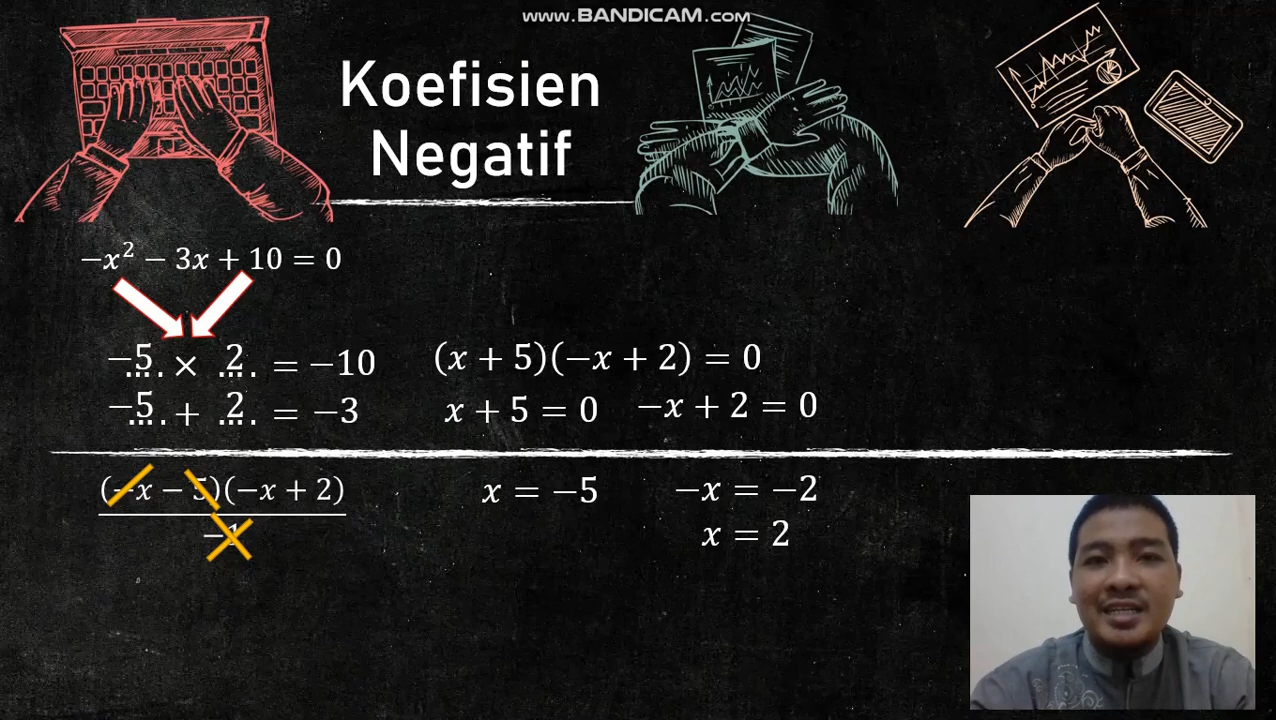 www.BANDICAM.com
Koefisien
Negatif
−x² − 3x + 10 = 0
−5 × 2 = −10
−5 + 2 = −3
(x + 5)(−x + 2) = 0
x + 5 = 0 −x + 2 = 0
(−x − 5)(−x + 2)
−1
x = −5 −x = −2
x = 2